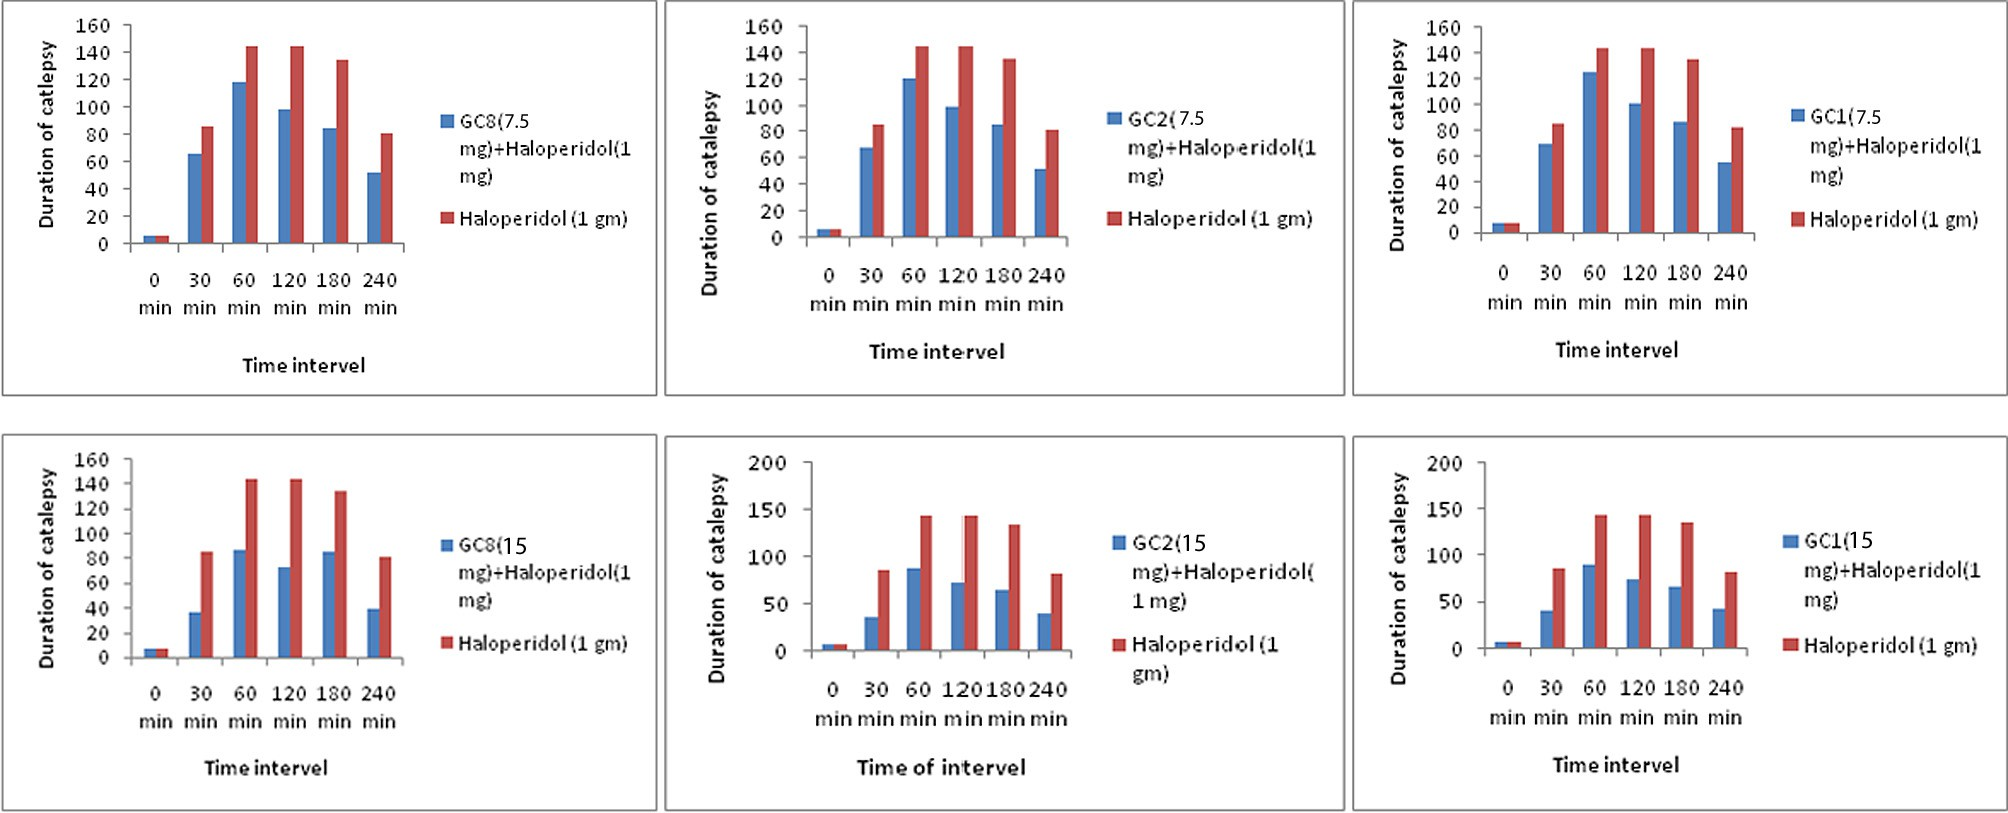 Duration of catlepsy
160
140
120
100
80
60
40
20
0
0 30 60 120 180 240
min min min min min min
Time intervel
GC8(7.5
mg)+Haloperidol(1
mg)
Haloperidol (1 gm)
Duration of catalepsy
160
140
120
100
80
60
40
20
0
0 30 60 120 180 240
min min min min min min
Time intervel
GC2(7.5
mg)+Haloperidol(1
mg)
Haloperidol (1 gm)
Duration of catalepsy
160
140
120
100
80
60
40
20
0
0 30 60 120 180 240
min min min min min min
Time intervel
GC1(7.5
mg)+Haloperidol(1
mg)
Haloperidol (1 gm)
Duration of catalepsy
160
140
120
100
80
60
40
20
0
0 30 60 120 180 240
min min min min min min
Time intervel
GC8(15
mg)+Haloperidol(1
mg)
Haloperidol (1 gm)
Duration of catalepsy
200
150
100
50
0
0 30 60 120 180 240
min min min min min min
Time of intervel
GC2(15
mg)+Haloperidol(
1 mg)
Haloperidol (1
gm)
Duration of catalepsy
200
150
100
50
0
0 30 60 120 180 240
min min min min min min
Time intervel
GC1(15
mg)+Haloperidol(1
mg)
Haloperidol (1 gm)